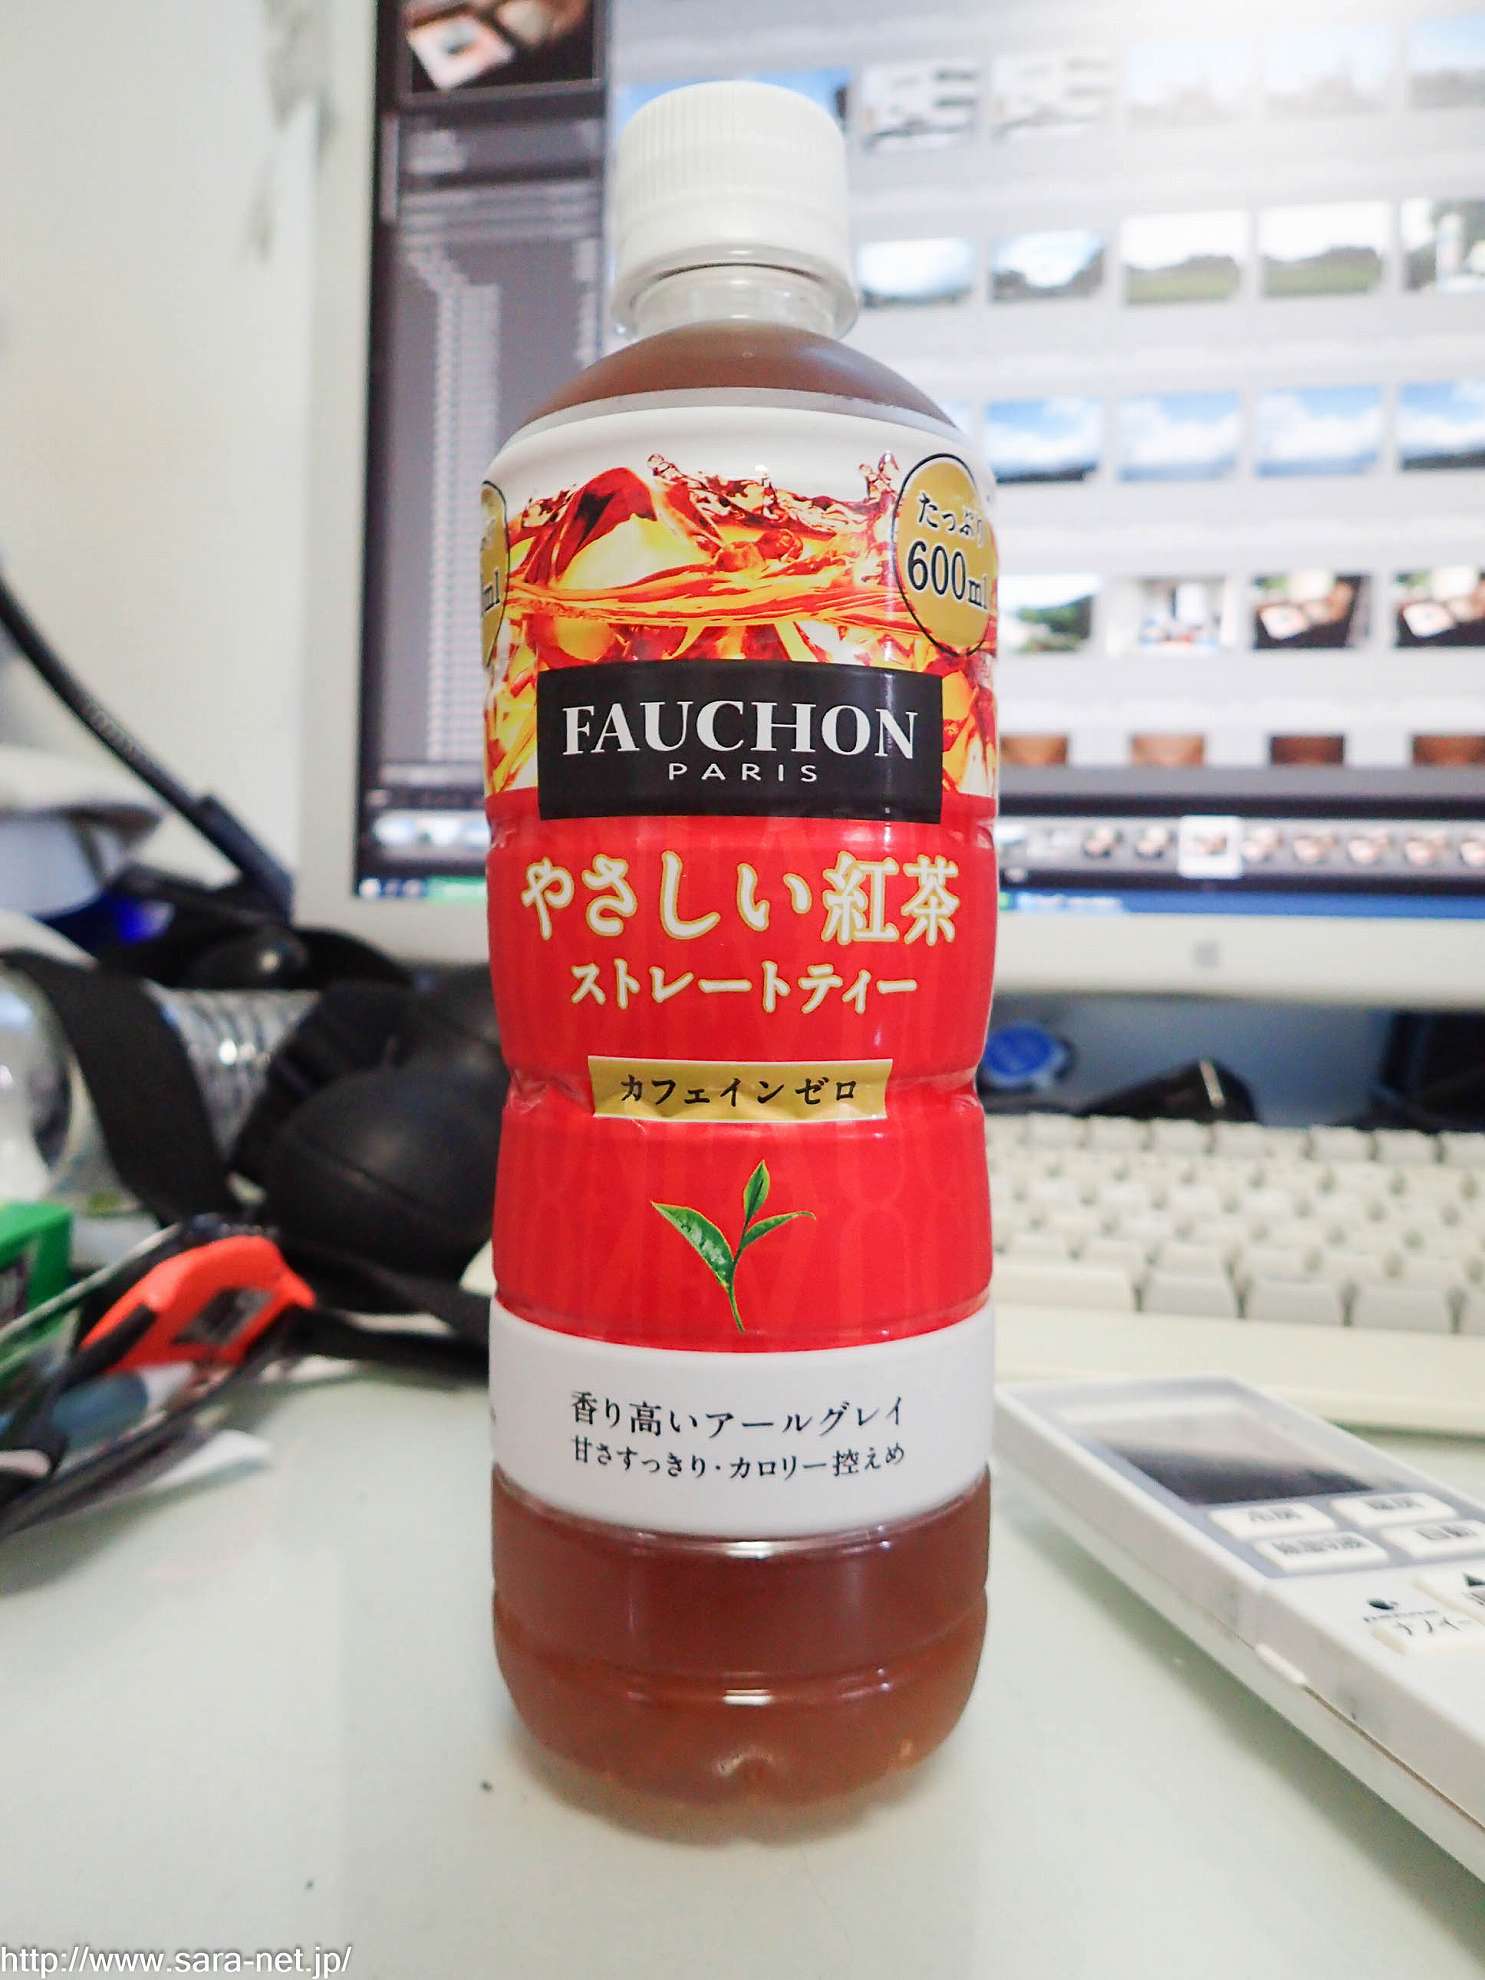 たっぷり
600ml
ml
FAUCHON
PARIS
やさしい紅茶
ストレートティー
カフェインゼロ
香り高いアールグレイ
甘さすっきり・カロリー控えめ
http://www.sara-net.jp/